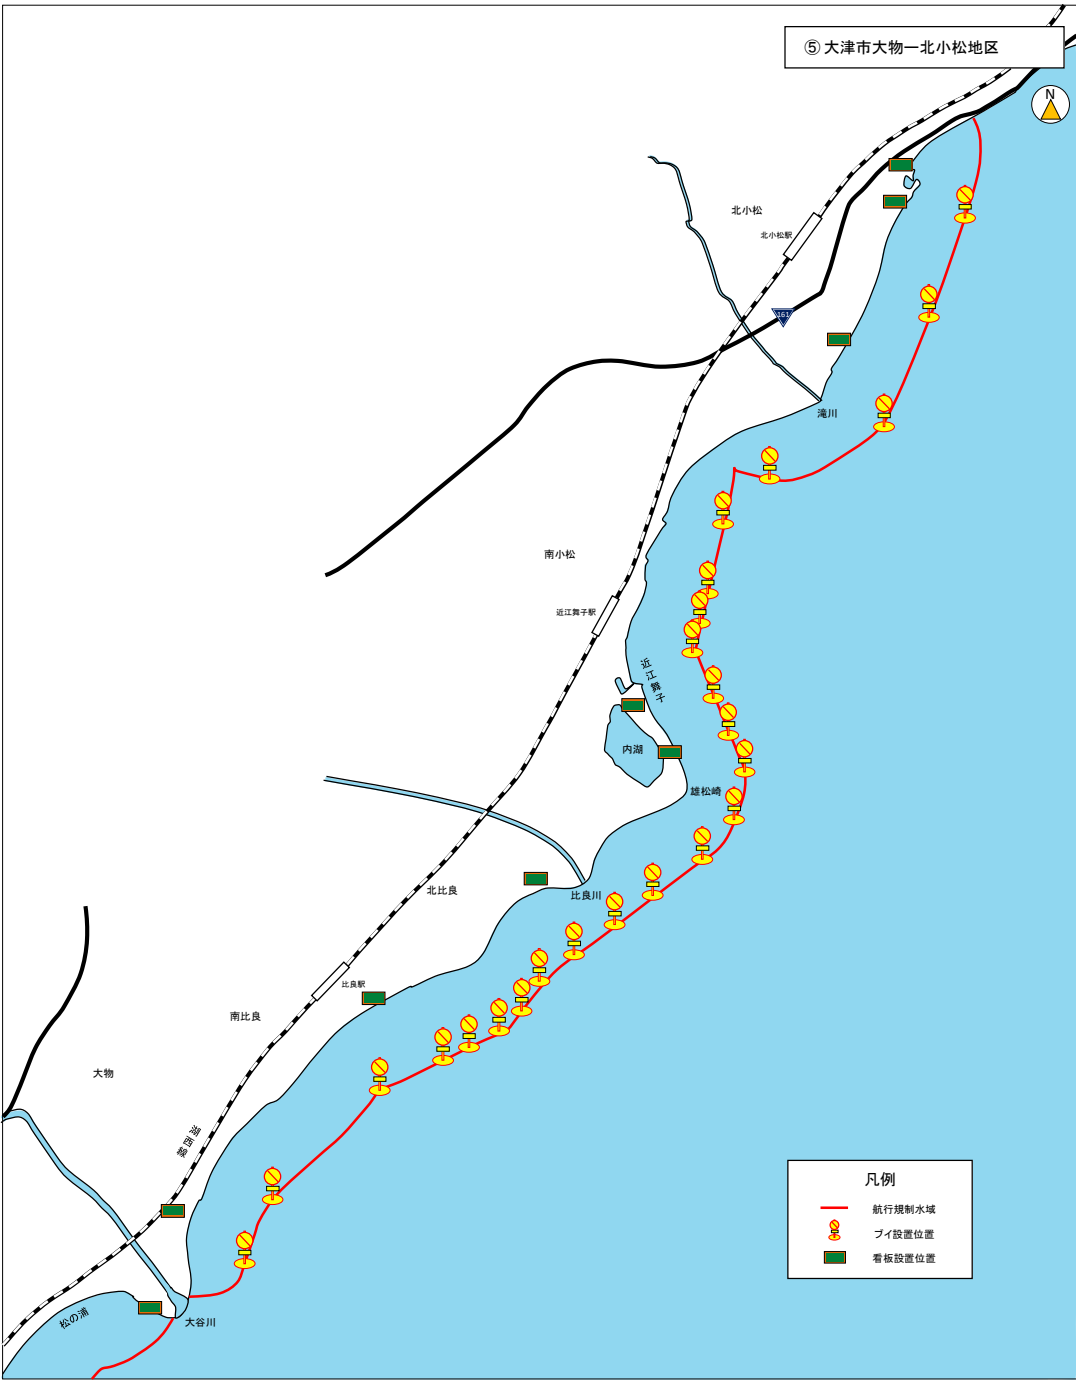 ⑤大津市大物ー北小松地区
N
北小松
北小松駅
161
滝川
南小松
近江舞子駅
近江舞子
内湖
雄松崎
北比良
比良川
比良駅
南比良
大物
湖西線
凡例
航行規制水域
ブイ設置位置
看板設置位置
松の浦
大谷川